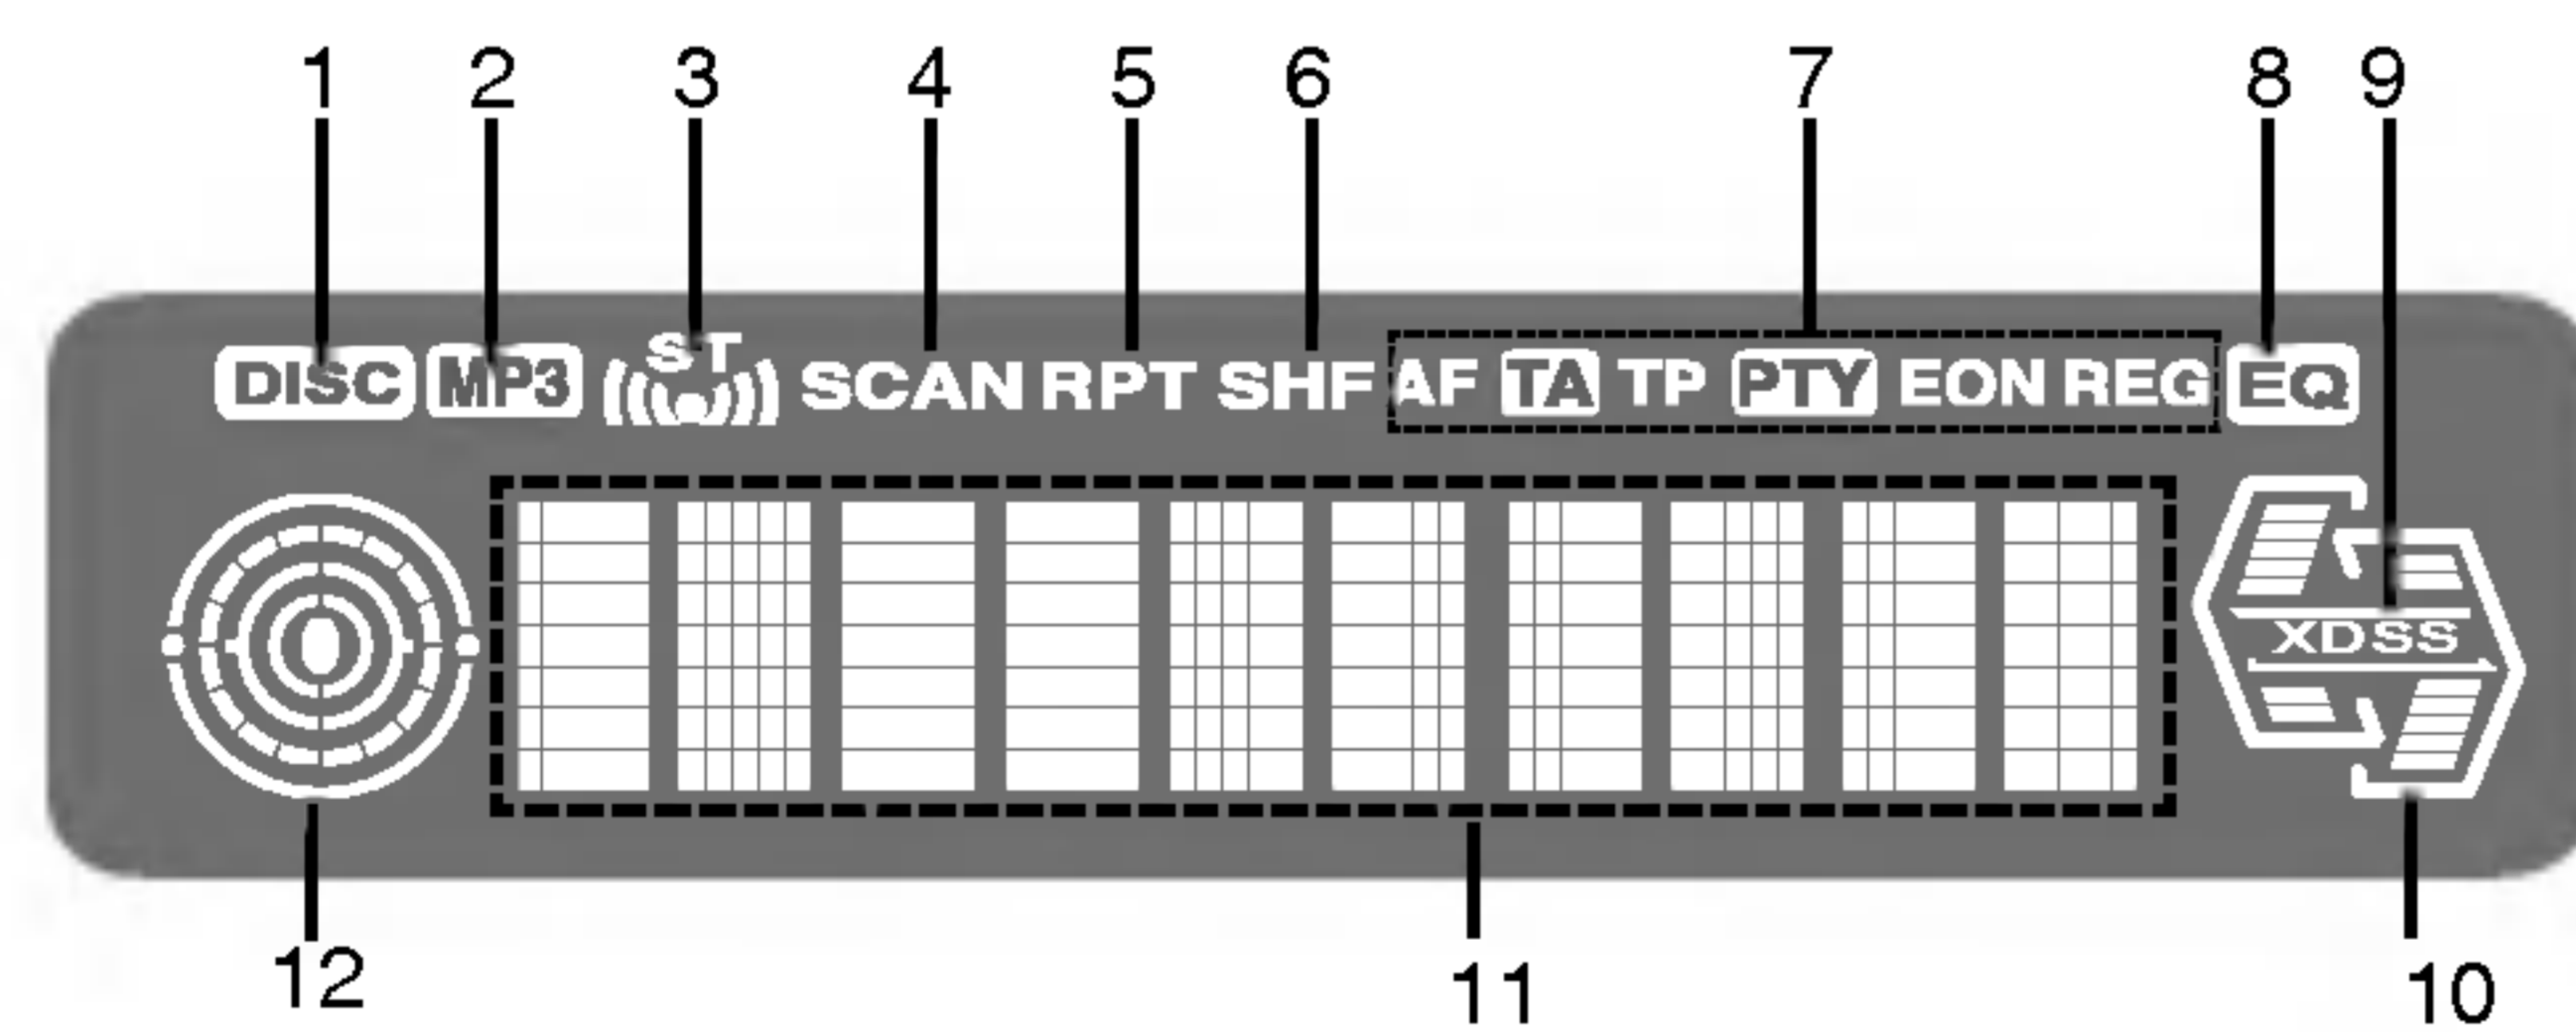 1 2 3 4 5 6 7 8 9
DISC MP3 ST SCAN RPT SHF AF TA TP PTY EON REG EQ
XDSS
12 11 10